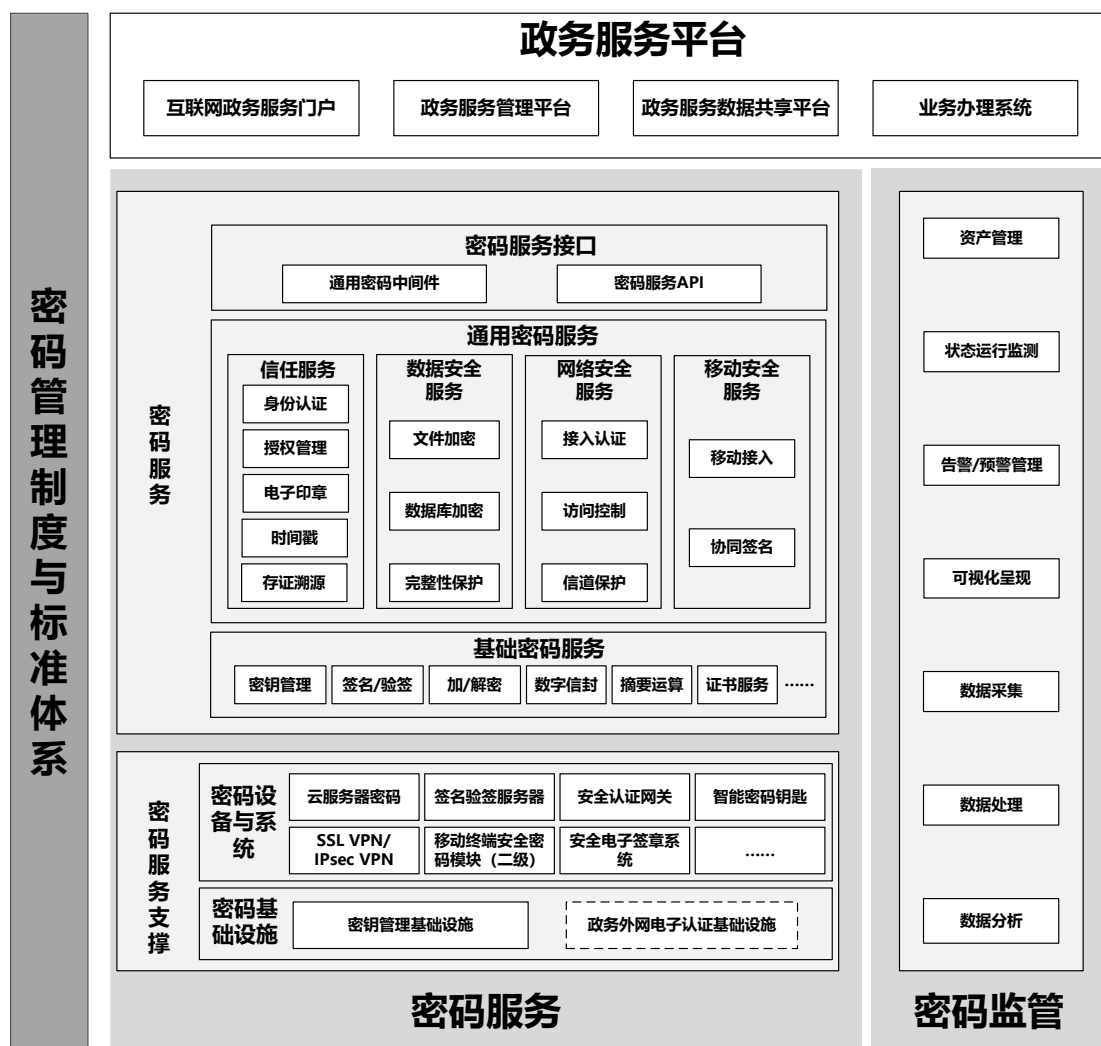 政务服务平台
互联网政务服务门户
政务服务管理平台
政务服务数据共享平台
业务办理系统
密码管理制度与标准体系
密码服务
密码服务接口
通用密码中间件
密码服务API
通用密码服务
信任服务
身份认证
授权管理
电子印章
时间戳
存证溯源
数据安全
服务
文件加密
数据库加密
完整性保护
网络安全
服务
接入认证
访问控制
信道保护
移动安全
服务
移动接入
协同签名
基础密码服务
密钥管理
签名/验签
加/解密
数字信封
摘要运算
证书服务
······
密码服务支撑
密码设
备与系
统
云服务器密码
签名验签服务器
安全认证网关
智能密码钥匙
SSL VPN/
IPsec VPN
移动终端安全密
码模块（二级）
安全电子签章系
统
······
密码基
础设施
密钥管理基础设施
政务外网电子认证基础设施
密码服务
资产管理
状态运行监测
告警/预警管理
可视化呈现
数据采集
数据处理
数据分析
密码监管